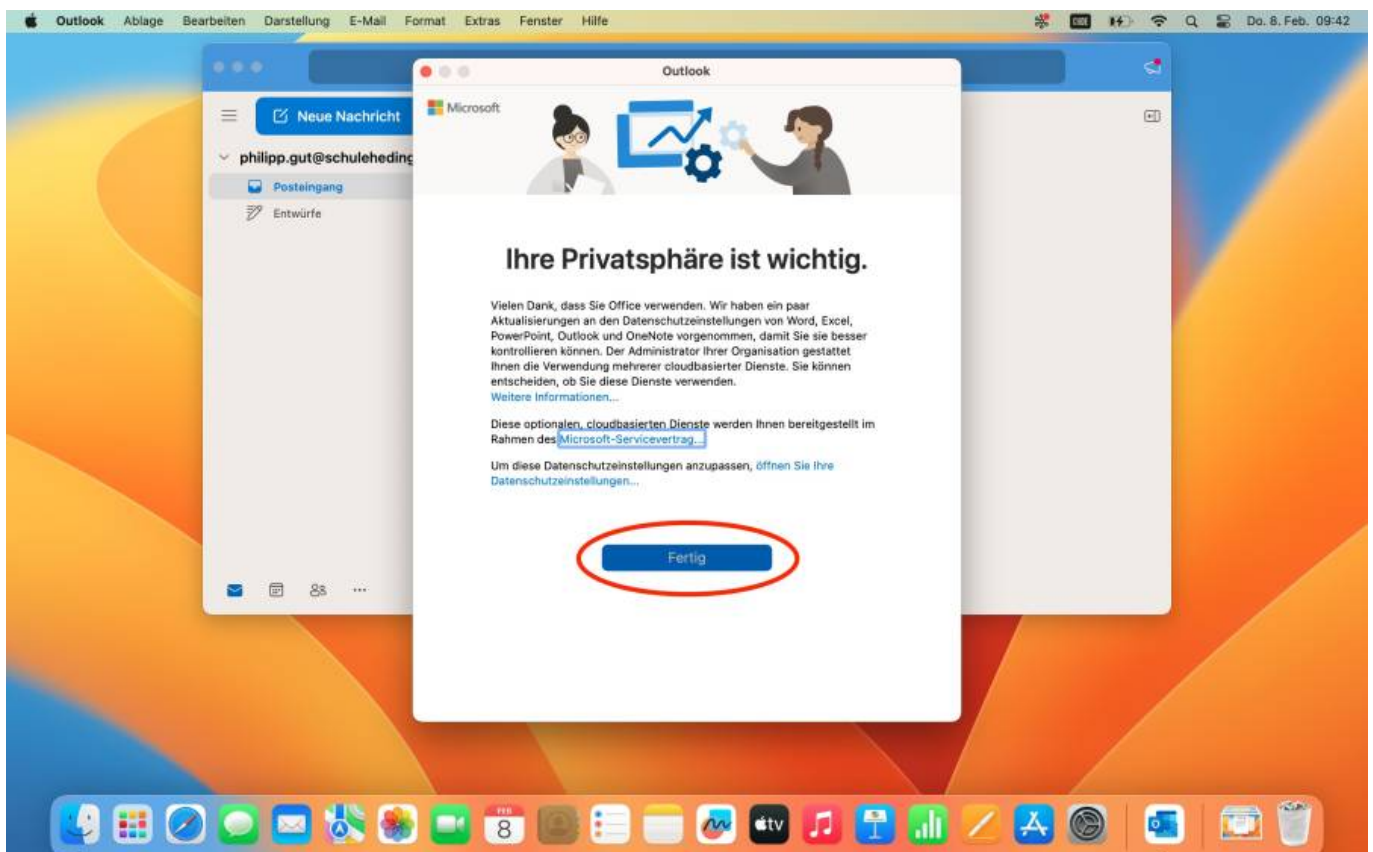 Outlook Ablage Bearbeiten Darstellung E-Mail Format Extras Fenster Hilfe Do. 8. Feb. 09:42
Outlook
Microsoft
Neue Nachricht
philipp.gut@schuleheding
Posteingang
Entwürfe
Ihre Privatsphäre ist wichtig.
Vielen Dank, dass Sie Office verwenden. Wir haben ein paar
Aktualisierungen an den Datenschutzeinstellungen von Word, Excel,
PowerPoint, Outlook und OneNote vorgenommen, damit Sie sie besser
kontrollieren können. Der Administrator Ihrer Organisation gestattet
Ihnen die Verwendung mehrerer cloudbasierter Dienste. Sie können
entscheiden, ob Sie diese Dienste verwenden.
Weitere Informationen...
Diese optionalen, cloudbasierten Dienste werden Ihnen bereitgestellt im
Rahmen des Microsoft-Servicevertrag...
Um diese Datenschutzeinstellungen anzupassen, öffnen Sie Ihre
Datenschutzeinstellungen...
Fertig
FEB
8
tv